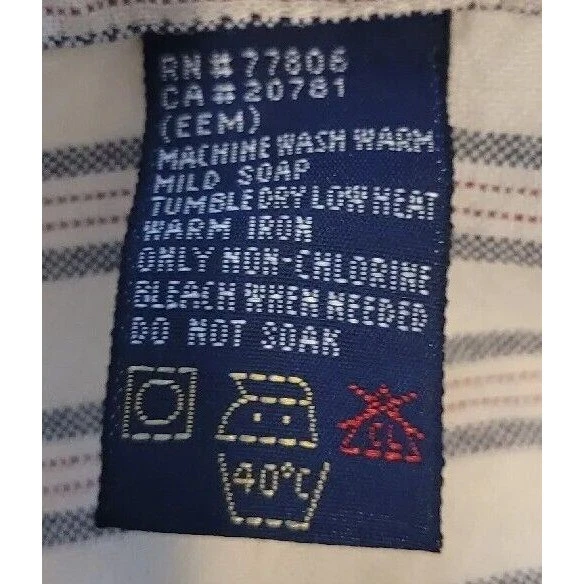 RN# 77806
CA# 20781
(EEM)
MACHINE WASH WARM
MILD SOAP
TUMBLE DRY LOW HEAT
WARM IRON
ONLY NON-CHLORINE
BLEACH WHEN NEEDED
DO NOT SOAK
CL
40°C